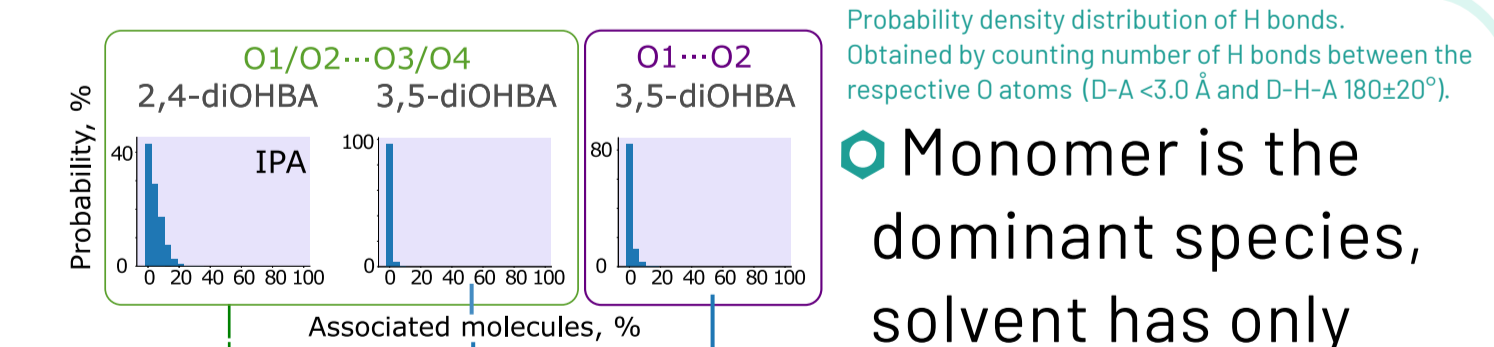 O1/O2···O3/O4
2,4-diOHBA 3,5-diOHBA
O1···O2
3,5-diOHBA
Probability, %
40
0
IPA
0 20 40 60 80 100
100
0
0 20 40 60 80 100
80
0
0 20 40 60 80 100
Associated molecules, %
Probability density distribution of H bonds.
Obtained by counting number of H bonds between the
respective O atoms (D-A <3.0 Å and D-H-A 180±20°).
Monomer is the
dominant species,
solvent has only